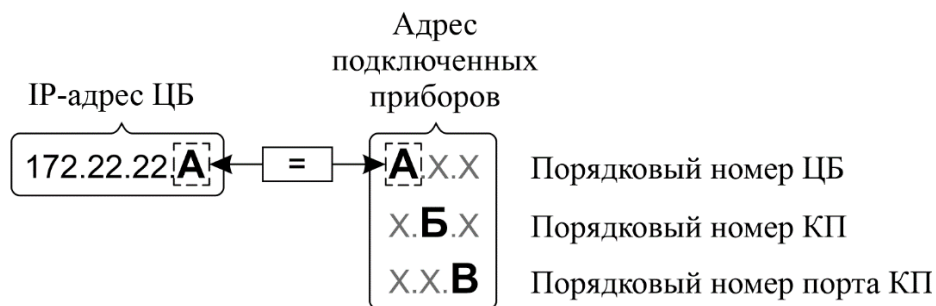 Адрес
подключенных
приборов
IP-адрес ЦБ
172.22.22.А = А.X.X Порядковый номер ЦБ
X.Б.X Порядковый номер КП
X.X.В Порядковый номер порта КП